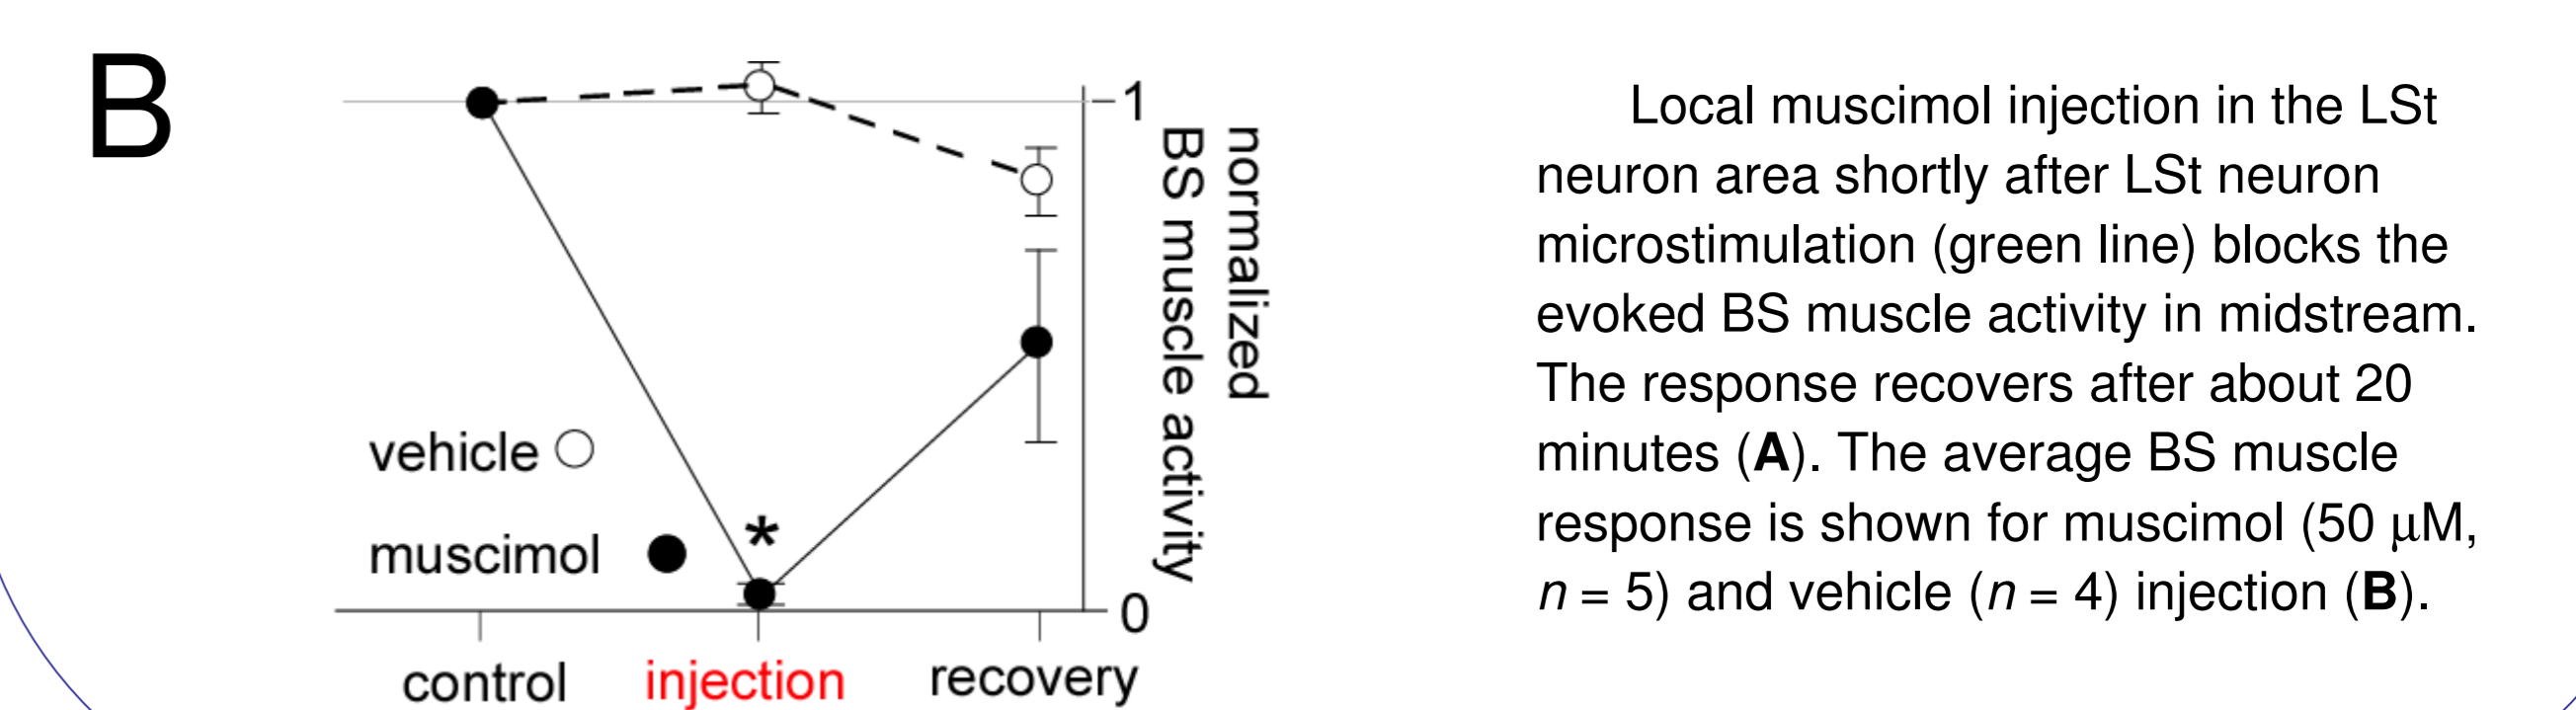 B
1
normalized
BS muscle activity
vehicle
muscimol
*
0
control injection recovery
Local muscimol injection in the LSt
neuron area shortly after LSt neuron
microstimulation (green line) blocks the
evoked BS muscle activity in midstream.
The response recovers after about 20
minutes (A). The average BS muscle
response is shown for muscimol (50 µM,
n = 5) and vehicle (n = 4) injection (B).